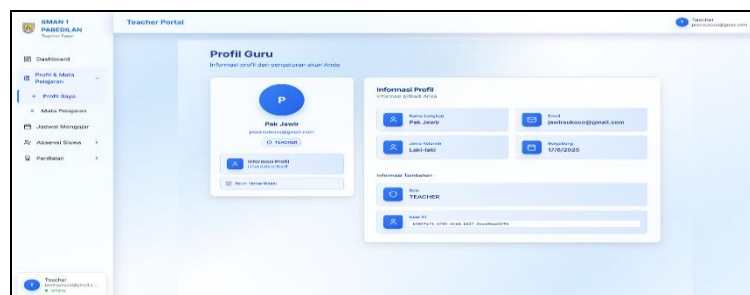 SMAN 1
PABEDILAN
Teacher Panel
Teacher Portal
Teacher
Dashboard
Profil & Mata
Pelajaran
Profil Saya
Mata Pelajaran
Jadwal Mengajar
Absensi Siswa
Penilaian
Teacher
Online
Profil Guru
Informasi profil dan pengaturan akun Anda
P
Pak Jawir
TEACHER
Informasi Profil
Akun Terverifikasi
Informasi Profil
Informasi pribadi Anda
Nama Lengkap
Pak Jawir
Email
jawirsukoco@gmail.com
Jenis Kelamin
Laki-laki
Bergabung
17/6/2025
Informasi Tambahan
Role
TEACHER
User ID